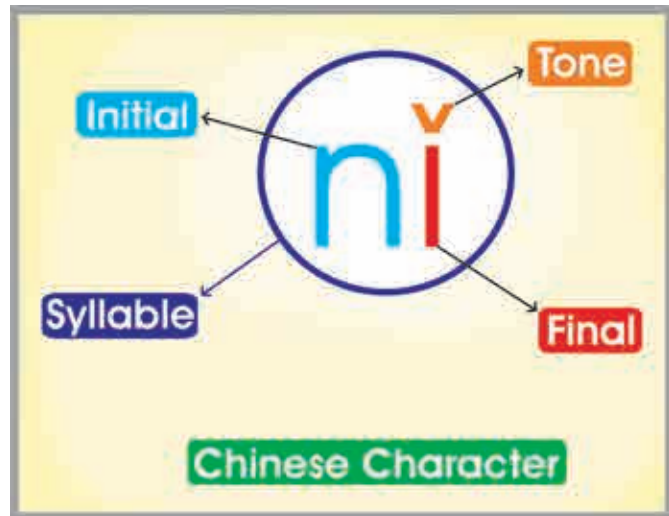 Tone
Initial
nǐ
Syllable
Final
Chinese Character